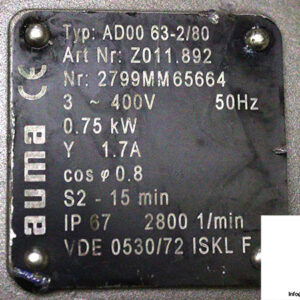 Typ: AD00 63-2/80
Art Nr: Z011.892
Nr: 2799MM65664
3 ~ 400V 50Hz
0.75 kW
Y 1.7A
cos φ 0.8
S2 - 15 min
IP 67 2800 1/min
VDE 0530/72 ISKL F
CE
auma